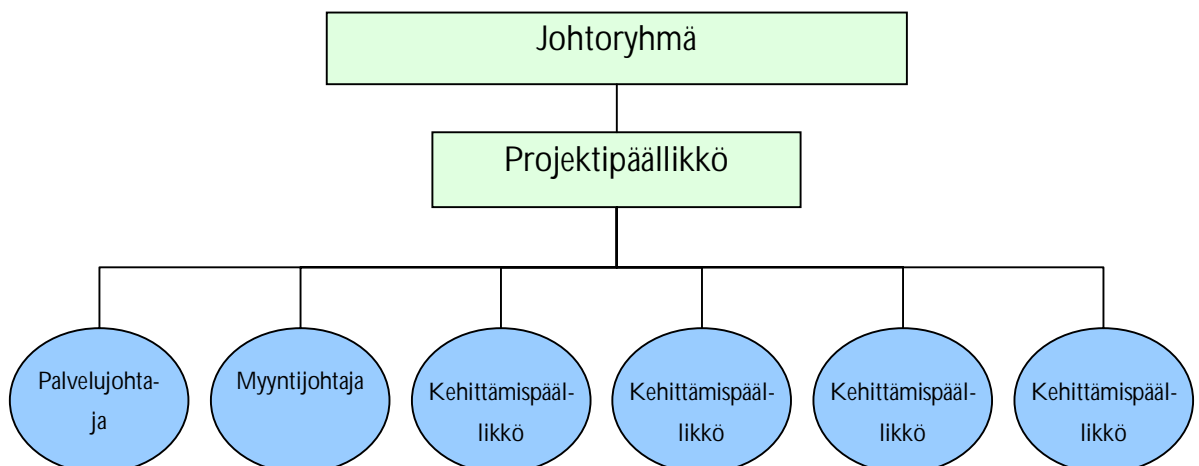 Johtoryhmä
Projektipäällikkö
Palvelujohta-
ja
Myyntijohtaja
Kehittämispääl-
likkö
Kehittämispääl-
likkö
Kehittämispääl-
likkö
Kehittämispääl-
likkö